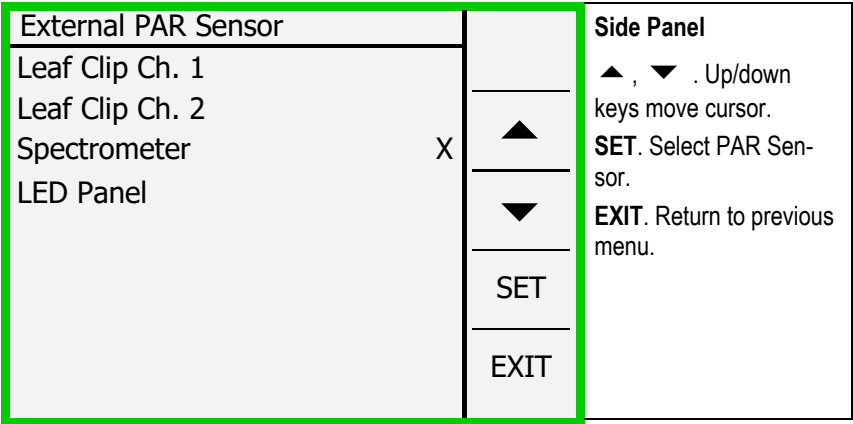 External PAR Sensor
Leaf Clip Ch. 1
Leaf Clip Ch. 2
Spectrometer X
LED Panel
▲
▼
SET
EXIT
Side Panel
▲ , ▼ . Up/down
keys move cursor.
SET. Select PAR Sen-
sor.
EXIT. Return to previous
menu.